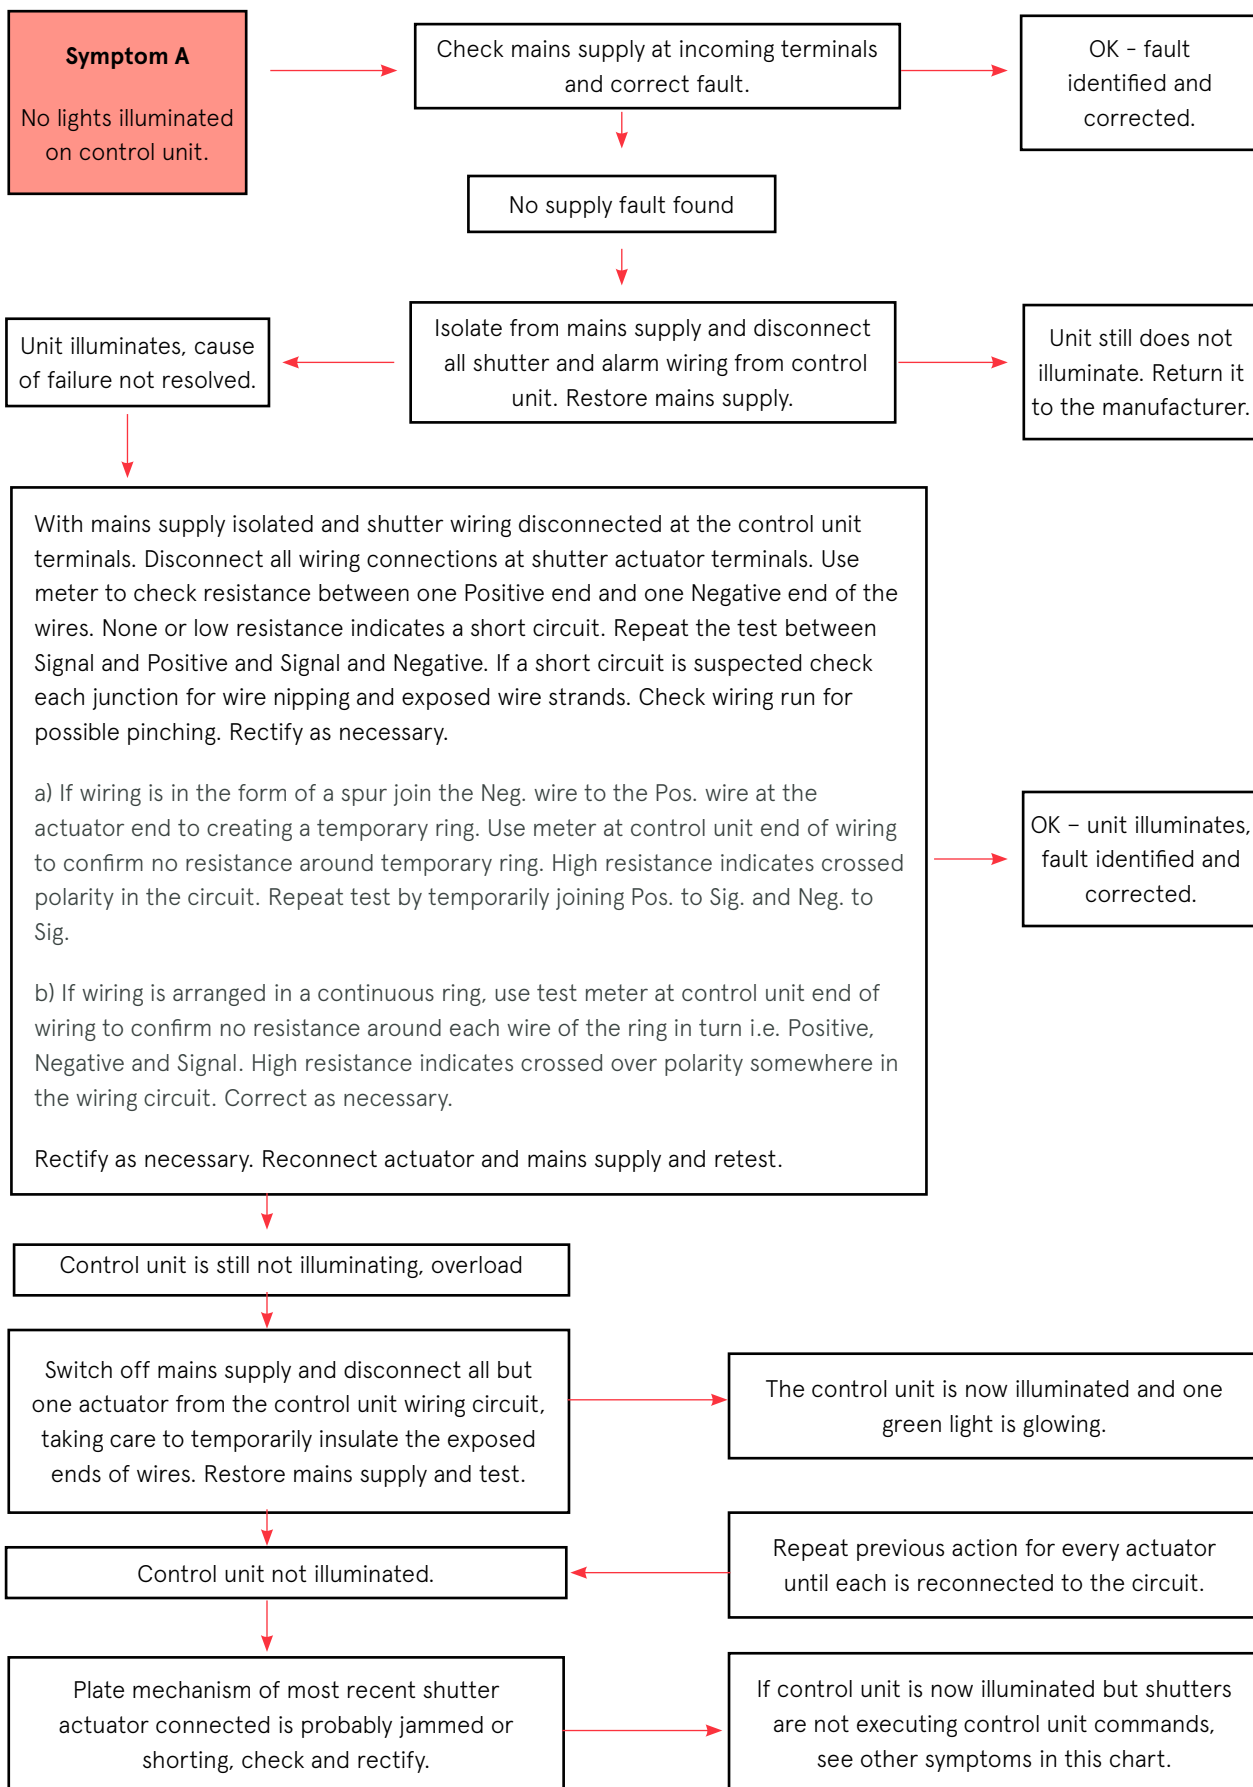 Symptom A
No lights illuminated
on control unit.
Check mains supply at incoming terminals
and correct fault.
OK - fault
identified and
corrected.
No supply fault found
Unit illuminates, cause
of failure not resolved.
Isolate from mains supply and disconnect
all shutter and alarm wiring from control
unit. Restore mains supply.
Unit still does not
illuminate. Return it
to the manufacturer.
With mains supply isolated and shutter wiring disconnected at the control unit
terminals. Disconnect all wiring connections at shutter actuator terminals. Use
meter to check resistance between one Positive end and one Negative end of the
wires. None or low resistance indicates a short circuit. Repeat the test between
Signal and Positive and Signal and Negative. If a short circuit is suspected check
each junction for wire nipping and exposed wire strands. Check wiring run for
possible pinching. Rectify as necessary.
a) If wiring is in the form of a spur join the Neg. wire to the Pos. wire at the
actuator end to creating a temporary ring. Use meter at control unit end of wiring
to confirm no resistance around temporary ring. High resistance indicates crossed
polarity in the circuit. Repeat test by temporarily joining Pos. to Sig. and Neg. to
Sig.
b) If wiring is arranged in a continuous ring, use test meter at control unit end of
wiring to confirm no resistance around each wire of the ring in turn i.e. Positive,
Negative and Signal. High resistance indicates crossed over polarity somewhere in
the wiring circuit. Correct as necessary.
Rectify as necessary. Reconnect actuator and mains supply and retest.
OK – unit illuminates,
fault identified and
corrected.
Control unit is still not illuminating, overload
Switch off mains supply and disconnect all but
one actuator from the control unit wiring circuit,
taking care to temporarily insulate the exposed
ends of wires. Restore mains supply and test.
The control unit is now illuminated and one
green light is glowing.
Control unit not illuminated.
Repeat previous action for every actuator
until each is reconnected to the circuit.
Plate mechanism of most recent shutter
actuator connected is probably jammed or
shorting, check and rectify.
If control unit is now illuminated but shutters
are not executing control unit commands,
see other symptoms in this chart.